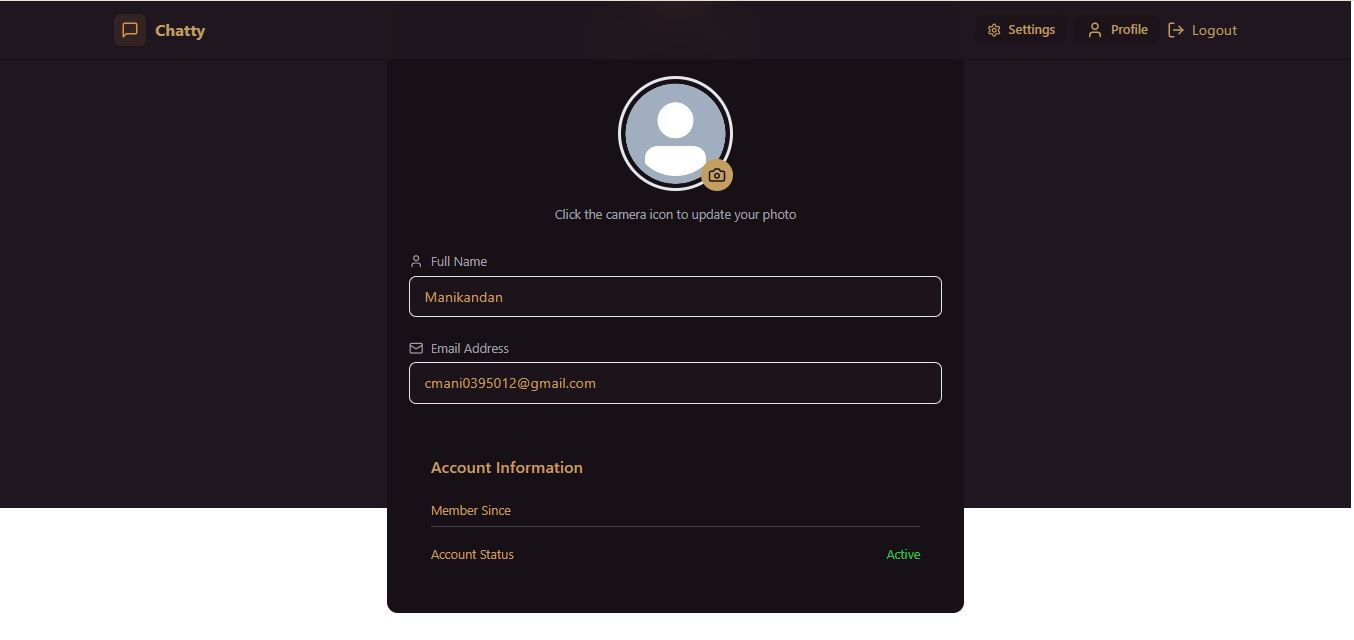 Chatty
Settings Profile Logout
Click the camera icon to update your photo
Full Name
Manikandan
Email Address
cmani0395012@gmail.com
Account Information
Member Since
Account Status Active